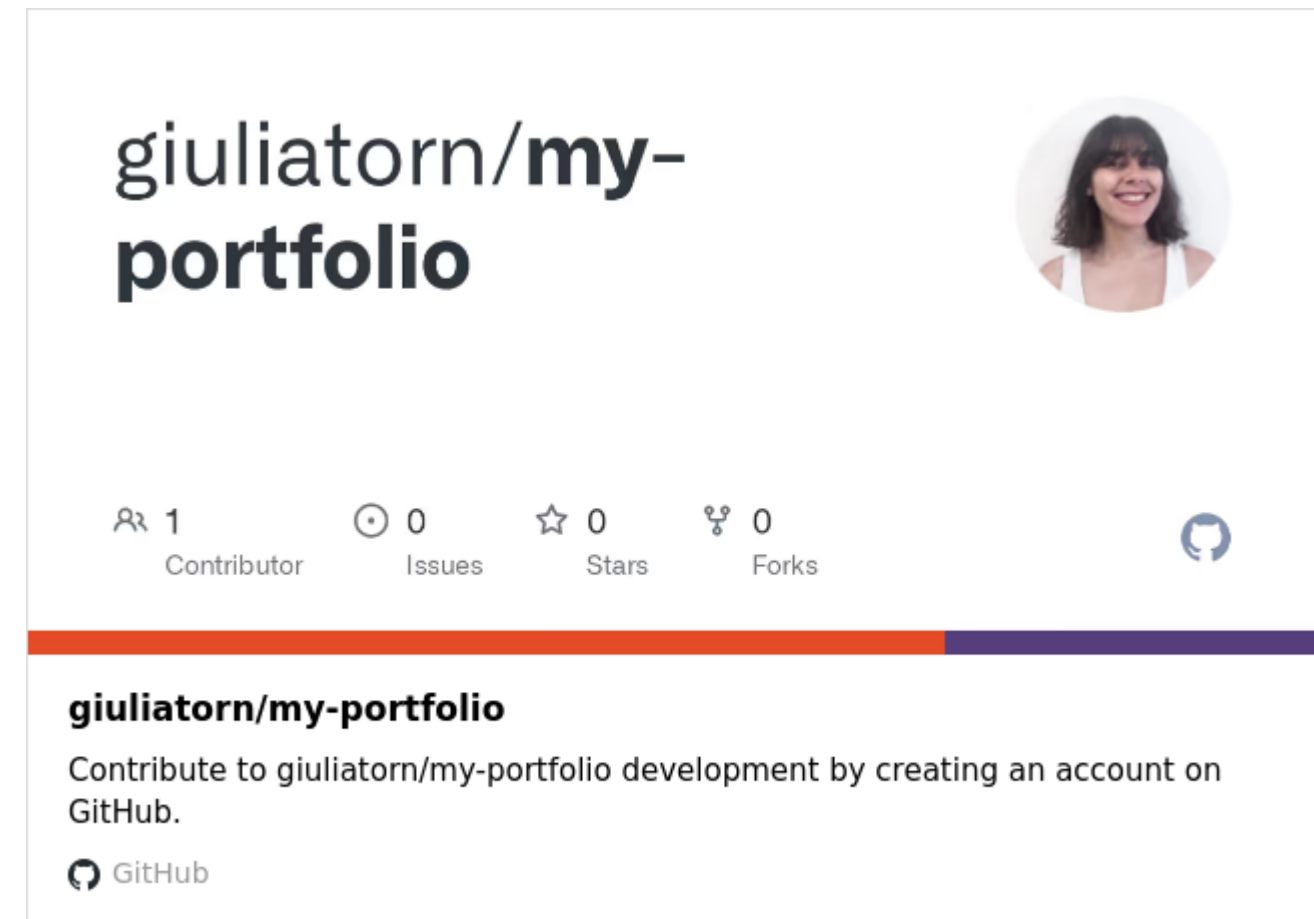 giuliatorn/my-
portfolio
1 0 0 0
Contributor Issues Stars Forks
giuliatorn/my-portfolio
Contribute to giuliatorn/my-portfolio development by creating an account on
GitHub.
GitHub